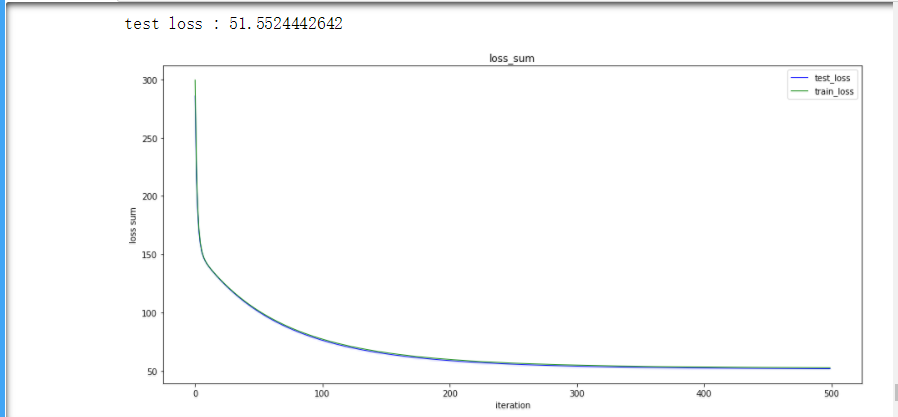 test loss : 51.5524442642
loss_sum
test_loss
train_loss
300
250
200
150
100
50
loss sum
0 100 200 300 400 500
iteration